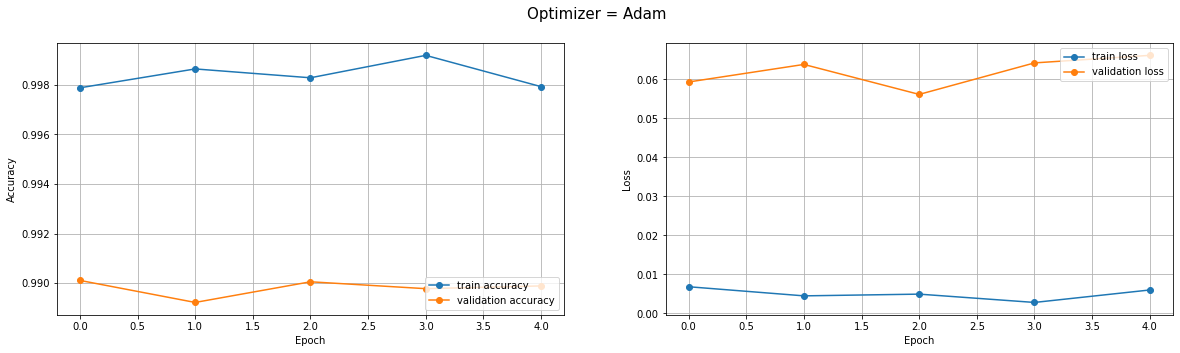 Optimizer = Adam
0.998
0.996
0.994
0.992
0.990
Accuracy
0.0 0.5 1.0 1.5 2.0 2.5 3.0 3.5 4.0
Epoch
train accuracy
validation accuracy
0.06
0.05
0.04
0.03
0.02
0.01
0.00
Loss
0.0 0.5 1.0 1.5 2.0 2.5 3.0 3.5 4.0
Epoch
train loss
validation loss